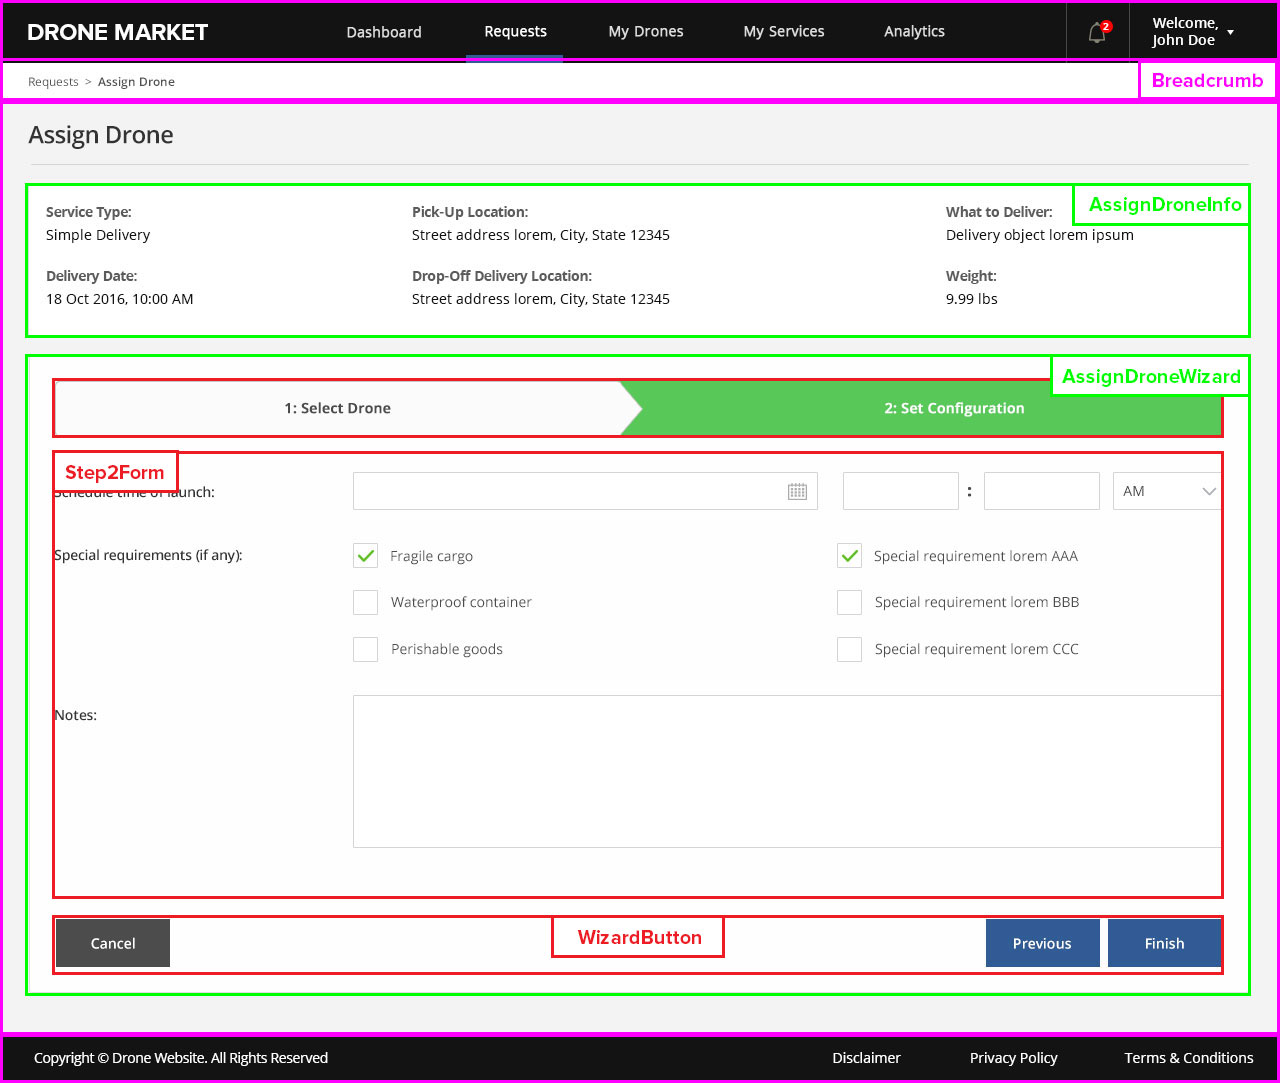 DRONE MARKET
Dashboard
Requests
My Drones
My Services
Analytics
2
Welcome,
John Doe
Requests > Assign Drone
Breadcrumb
Assign Drone
AssignDroneInfo
Service Type:
Simple Delivery
Pick-Up Location:
Street address lorem, City, State 12345
What to Deliver:
Delivery object lorem ipsum
Delivery Date:
18 Oct 2016, 10:00 AM
Drop-Off Delivery Location:
Street address lorem, City, State 12345
Weight:
9.99 lbs
AssignDroneWizard
1: Select Drone
2: Set Configuration
Step2Form
Schedule time of launch:
:
AM
Special requirements (if any):
Fragile cargo
Special requirement lorem AAA
Waterproof container
Special requirement lorem BBB
Perishable goods
Special requirement lorem CCC
Notes:
Cancel
WizardButton
Previous
Finish
Copyright © Drone Website. All Rights Reserved
Disclaimer
Privacy Policy
Terms & Conditions